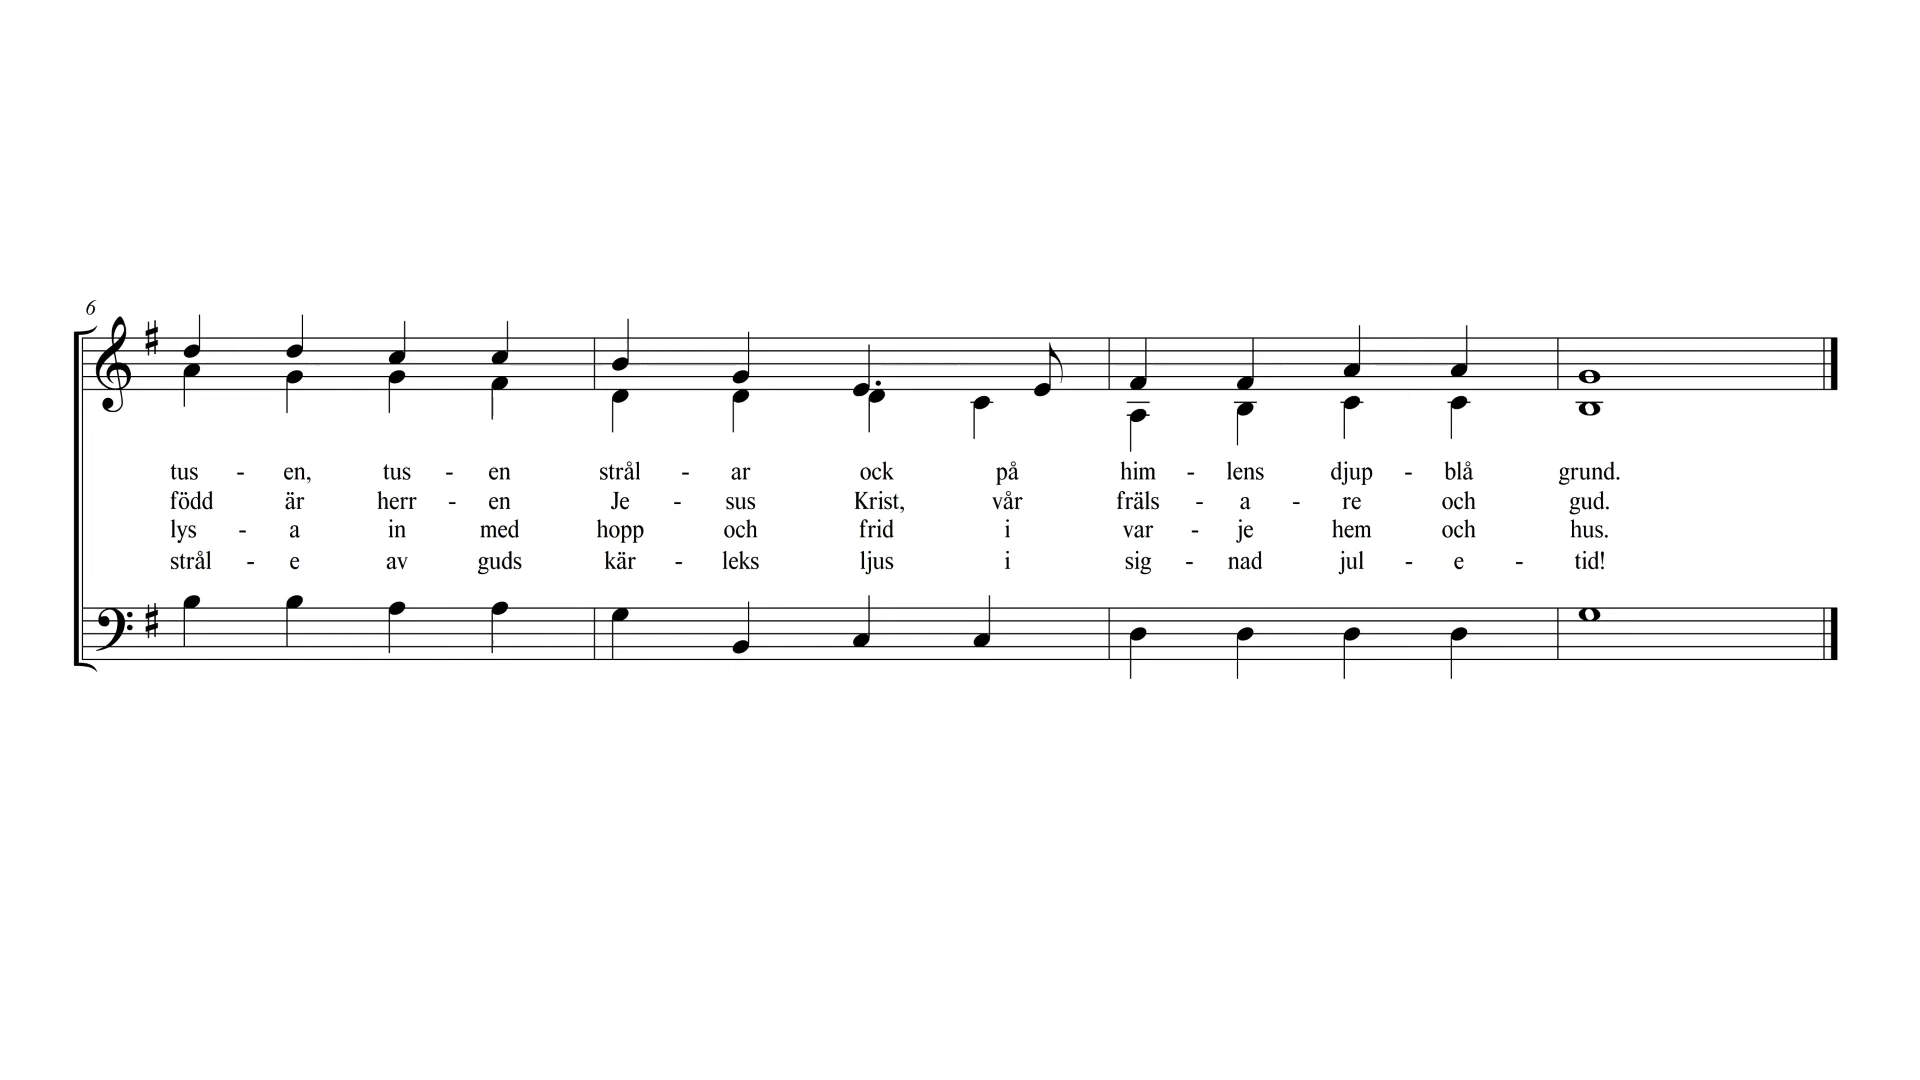 6
tus - en, tus - en strål - ar ock på him - lens djup - blå grund.
född är herr - en Je - sus Krist, vår fräls - a - re och gud.
lys - a in med hopp och frid i var - je hem och hus.
strål - e av guds kär - leks ljus i sig - nad jul - e - tid!